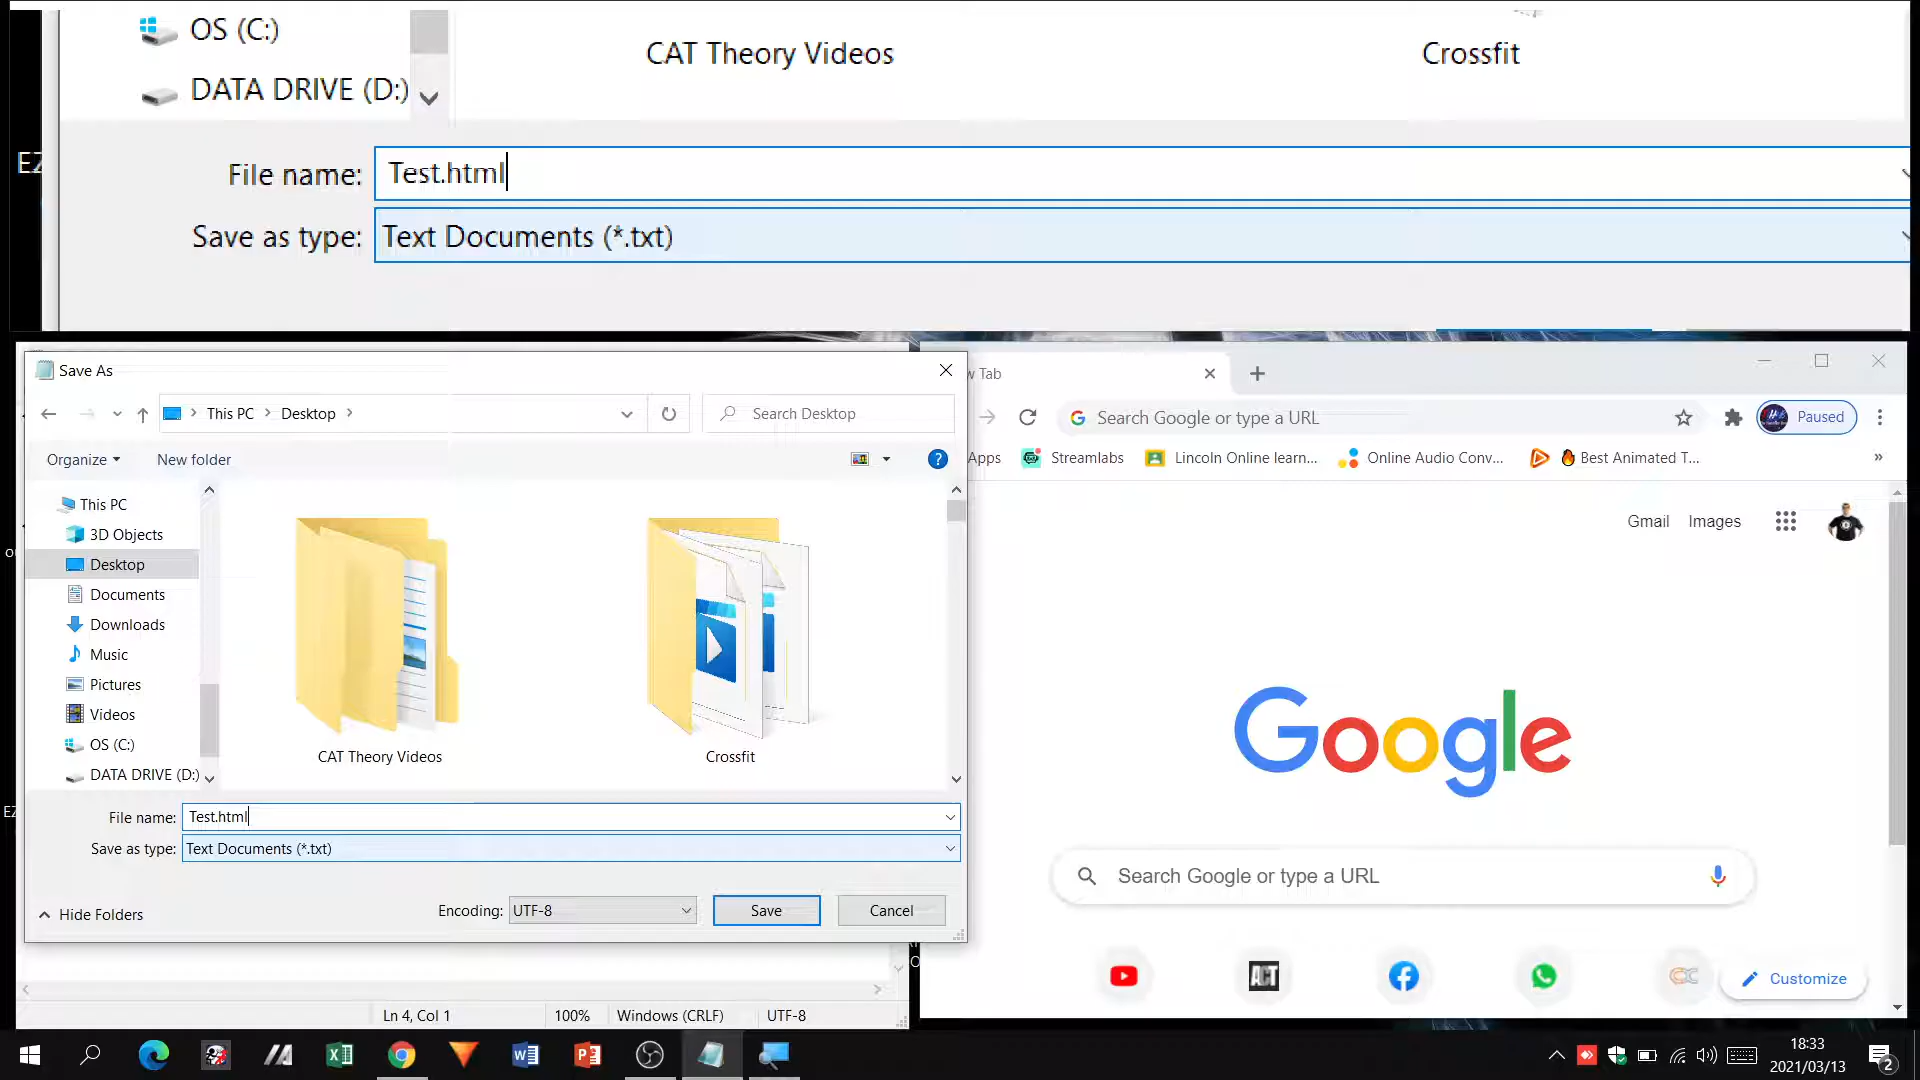 OS (C:)
DATA DRIVE (D:)
CAT Theory Videos
Crossfit
EZ
File name: Test.html
Save as type: Text Documents (*.txt)
Save As
This PC > Desktop >
Search Desktop
Organize
New folder
This PC
3D Objects
Desktop
Documents
Downloads
Music
Pictures
Videos
OS (C:)
DATA DRIVE (D:)
CAT Theory Videos
Crossfit
EZ
File name: Test.html
Save as type: Text Documents (*.txt)
Hide Folders
Encoding: UTF-8
Save
Cancel
Ln 4, Col 1
100%
Windows (CRLF)
UTF-8
w Tab
Search Google or type a URL
Paused
Apps
Streamlabs
Lincoln Online learn...
Online Audio Conv...
Best Animated T...
»
Gmail
Images
Google
Search Google or type a URL
ACT
Customize
18:33
2021/03/13
2